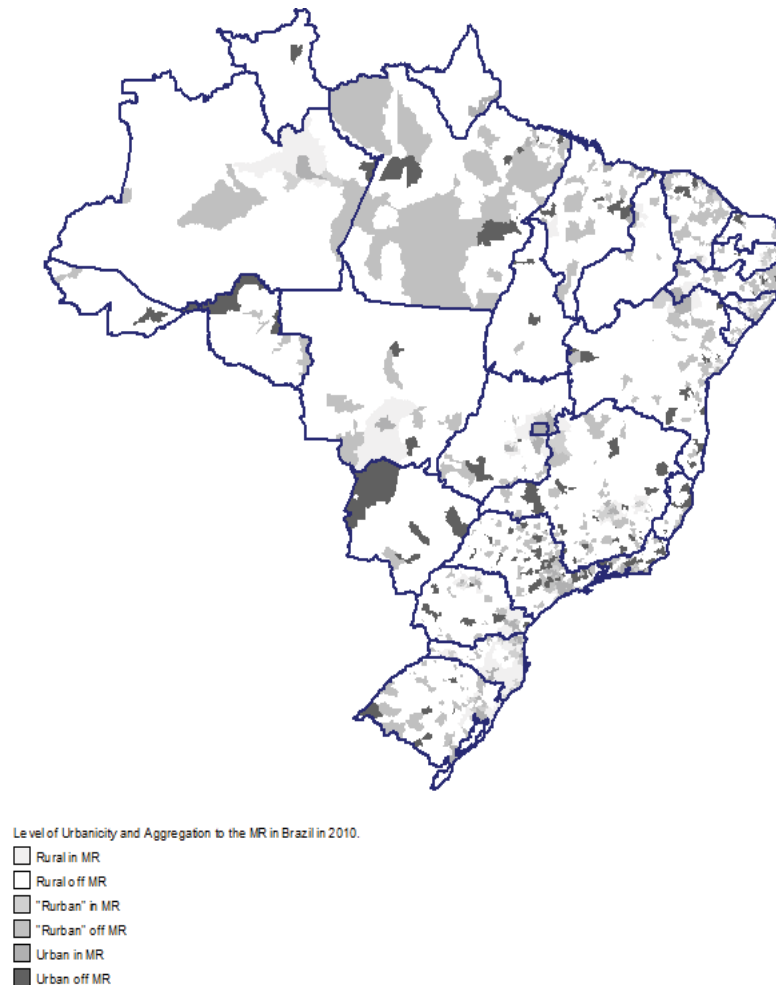 Level of Urbanicity and Aggregation to the MR in Brazil in 2010.
Rural in MR
Rural off MR
"Rurban" in MR
"Rurban" off MR
Urban in MR
Urban off MR